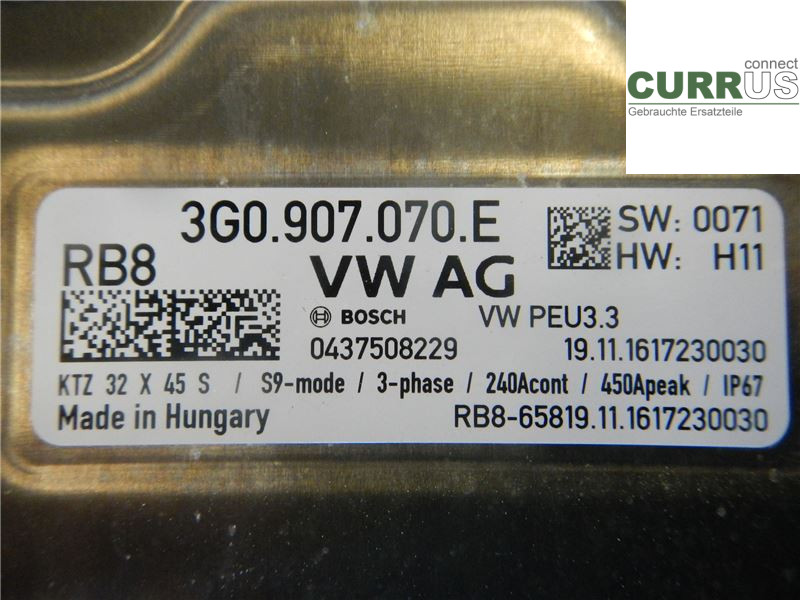 connect
CURRUS
Gebrauchte Ersatzteile
3G0.907.070.E
SW: 0071
RB8
VW AG
HW: H11
BOSCH VW PEU3.3
0437508229 19.11.1617230030
KTZ 32 X 45 S / S9-mode / 3-phase / 240Acont / 450Apeak / IP67
Made in Hungary RB8-65819.11.1617230030